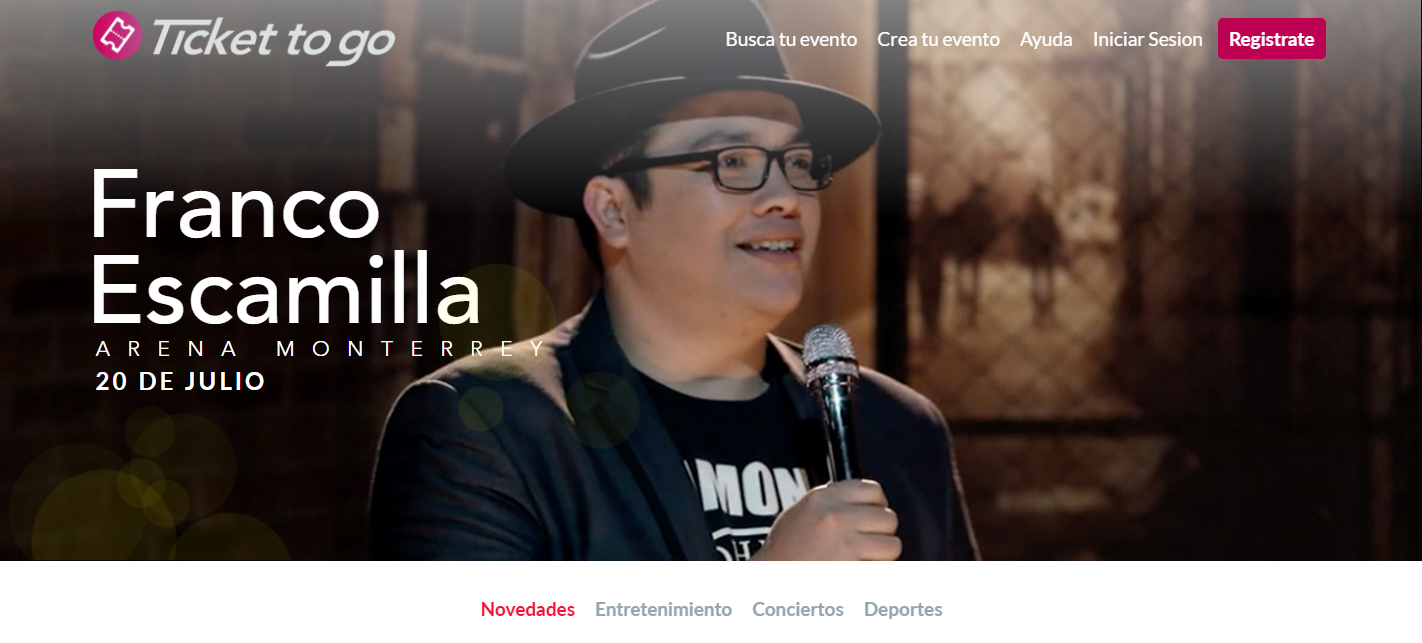 Ticket to go
Busca tu evento Crea tu evento Ayuda Iniciar Sesion Registrate
Franco
Escamilla
ARENA MONTERREY
20 DE JULIO
MON
Novedades Entretenimiento Conciertos Deportes